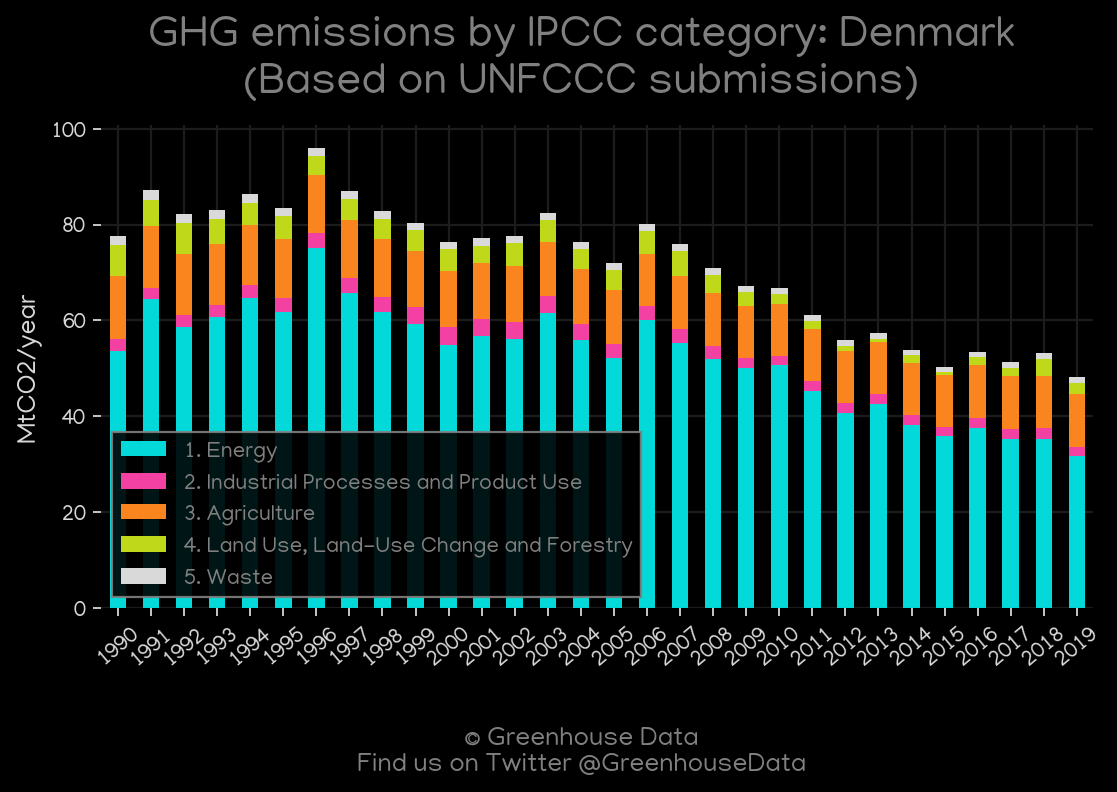 GHG emissions by IPCC category: Denmark
(Based on UNFCCC submissions)
MtCO2/year
100
80
60
40
20
0
1. Energy
2. Industrial Processes and Product Use
3. Agriculture
4. Land Use, Land-Use Change and Forestry
5. Waste
1990 1991 1992 1993 1994 1995 1996 1997 1998 1999 2000 2001 2002 2003 2004 2005 2006 2007 2008 2009 2010 2011 2012 2013 2014 2015 2016 2017 2018 2019
© Greenhouse Data
Find us on Twitter @GreenhouseData